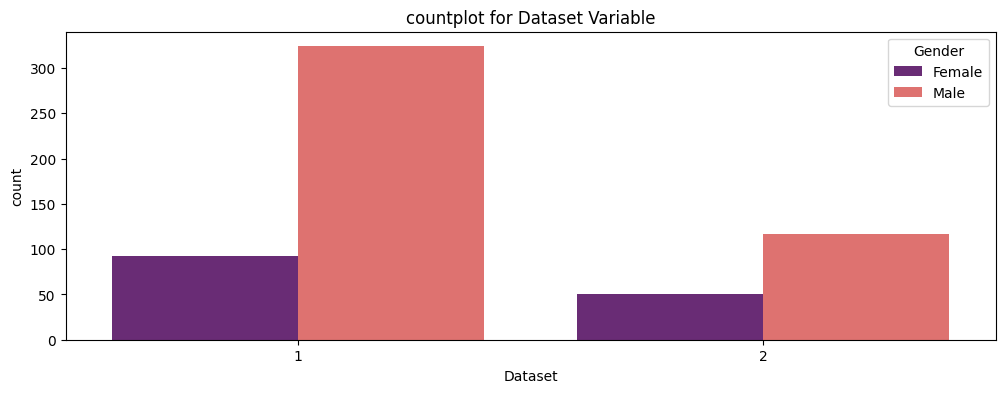 countplot for Dataset Variable
Gender
Female
Male
count
300
250
200
150
100
50
0
1
2
Dataset